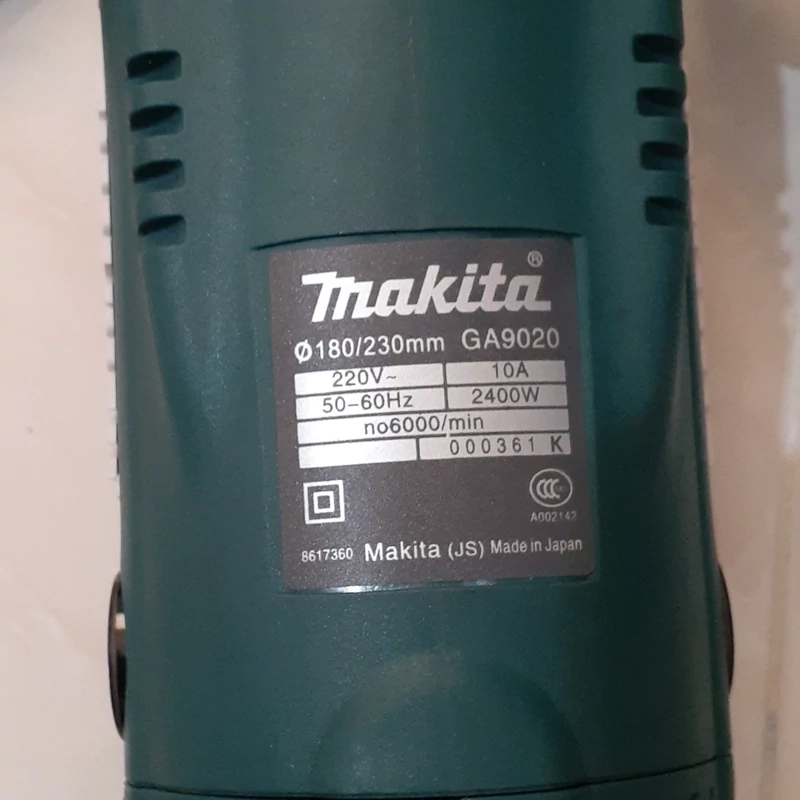 makita®
Ø180/230mm GA9020
220V~ 10A
50-60Hz 2400W
no6000/min
000361 K
CCC
A002142
8617360 Makita (JS) Made in Japan